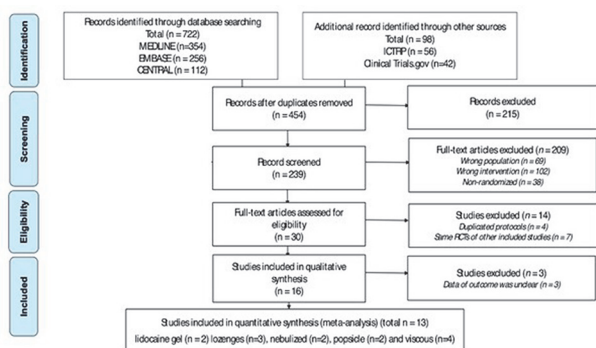 Identification
Records identified through database searching
Total (n = 722)
MEDLINE (n=354)
EMBASE (n = 256)
CENTRAL (n = 112)
Additional record identified through other sources
Total (n = 98)
ICTRP (n = 56)
Clinical Trials.gov (n=42)
Screening
Records after duplicates removed
(n = 454)
Records excluded
(n = 215)
Record screened
(n = 239)
Full-text articles excluded (n = 209)
Wrong population (n = 69)
Wrong intervention (n = 102)
Non-randomized (n = 38)
Eligibility
Full-text articles assessed for
eligibility
(n = 30)
Studies excluded (n = 14)
Duplicated protocols (n = 4)
Same RCTs of other included studies (n = 7)
Included
Studies included in qualitative
synthesis
(n = 16)
Studies excluded (n = 3)
Data of outcome was unclear (n = 3)
Studies included in quantitative synthesis (meta-analysis) (total n = 13)
lidocaine gel (n = 2) lozenges (n=3), nebulized (n=2), popsicle (n=2) and viscous (n=4)